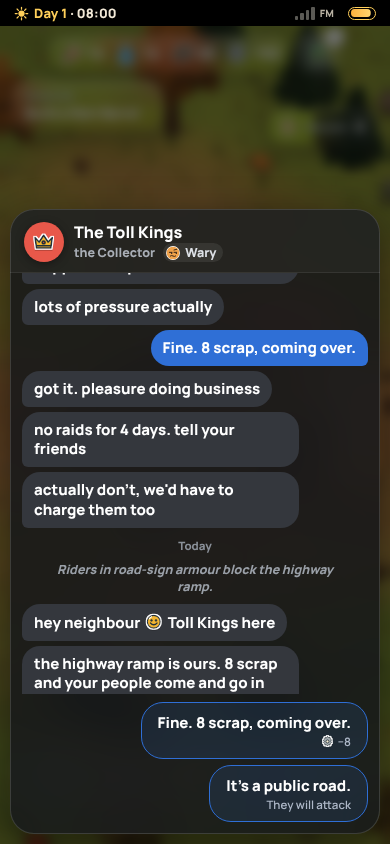 Day 1 · 08:00
FM
The Toll Kings
the Collector
Wary
lots of pressure actually
Fine. 8 scrap, coming over.
got it. pleasure doing business
no raids for 4 days. tell your
friends
actually don't, we'd have to
charge them too
Today
Riders in road-sign armour block the highway
ramp.
hey neighbour 😊 Toll Kings here
the highway ramp is ours. 8 scrap
and your people come and go in
Fine. 8 scrap, coming over.
−8
It's a public road.
They will attack